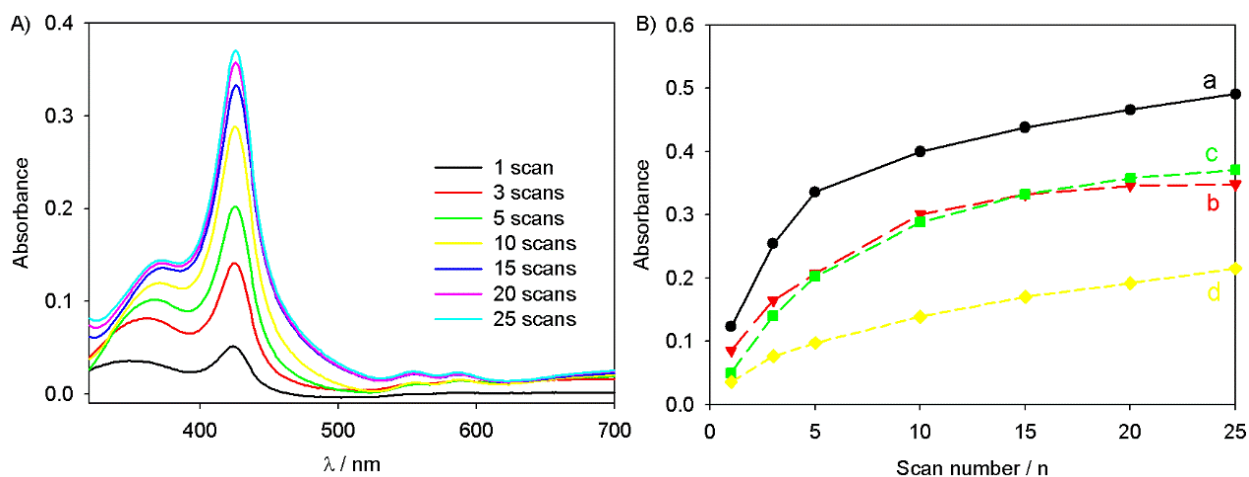 A)
Absorbance
0.4
0.3
0.2
0.1
0.0
400
500
600
700
λ / nm
1 scan
3 scans
5 scans
10 scans
15 scans
20 scans
25 scans
B)
Absorbance
0.6
0.5
0.4
0.3
0.2
0.1
0.0
0
5
10
15
20
25
Scan number / n
a
c
b
d